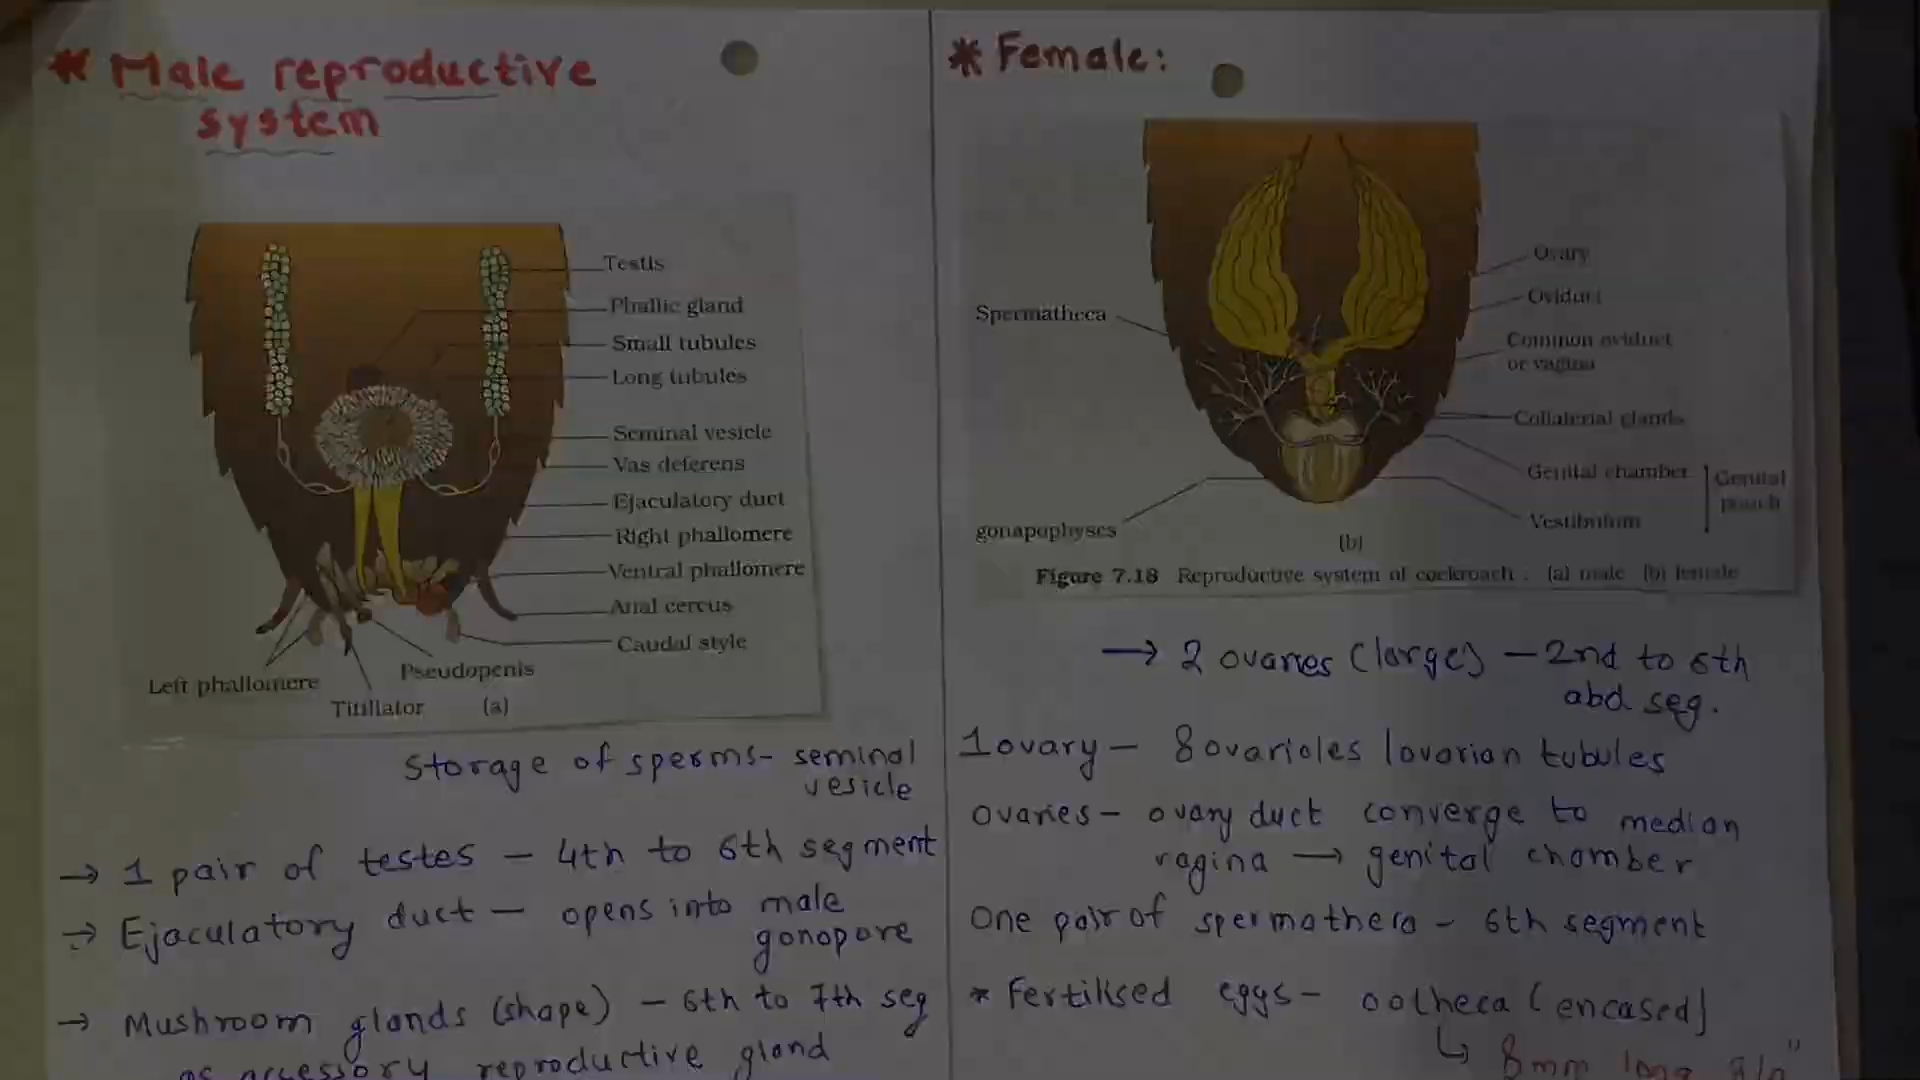 * Male reproductive
system
Testis
Phallic gland
Small tubules
Long tubules
Seminal vesicle
Vas deferens
Ejaculatory duct
Right phallomere
Ventral phallomere
Anal cercus
Caudal style
Pseudopenis
Left phallomere
Titillator
(a)
Storage of sperms- seminal
vesicle
→ 1 pair of testes - 4th to 6th segment
→ Ejaculatory duct - opens into male
gonopore
→ Mushroom glands (shape) - 6th to 7th seg
as accessory reproductive gland
* Female:
Ovary
Oviduct
Spermatheca
Common oviduct
or vagina
Collaterial glands
Genital chamber
Genital
pouch
Vestibulum
gonapophyses
(b)
Figure 7.18 Reproductive system of cockroach : (a) male (b) female
→ 2 ovaries (large) - 2nd to 6th
abd seg.
1 ovary - 8 ovarioles / ovarian tubules
ovaries - ovary duct converge to median
vagina → genital chamber
One pair of spermatheca - 6th segment
* Fertilised eggs - ootheca (encased)
↳ 8mm long